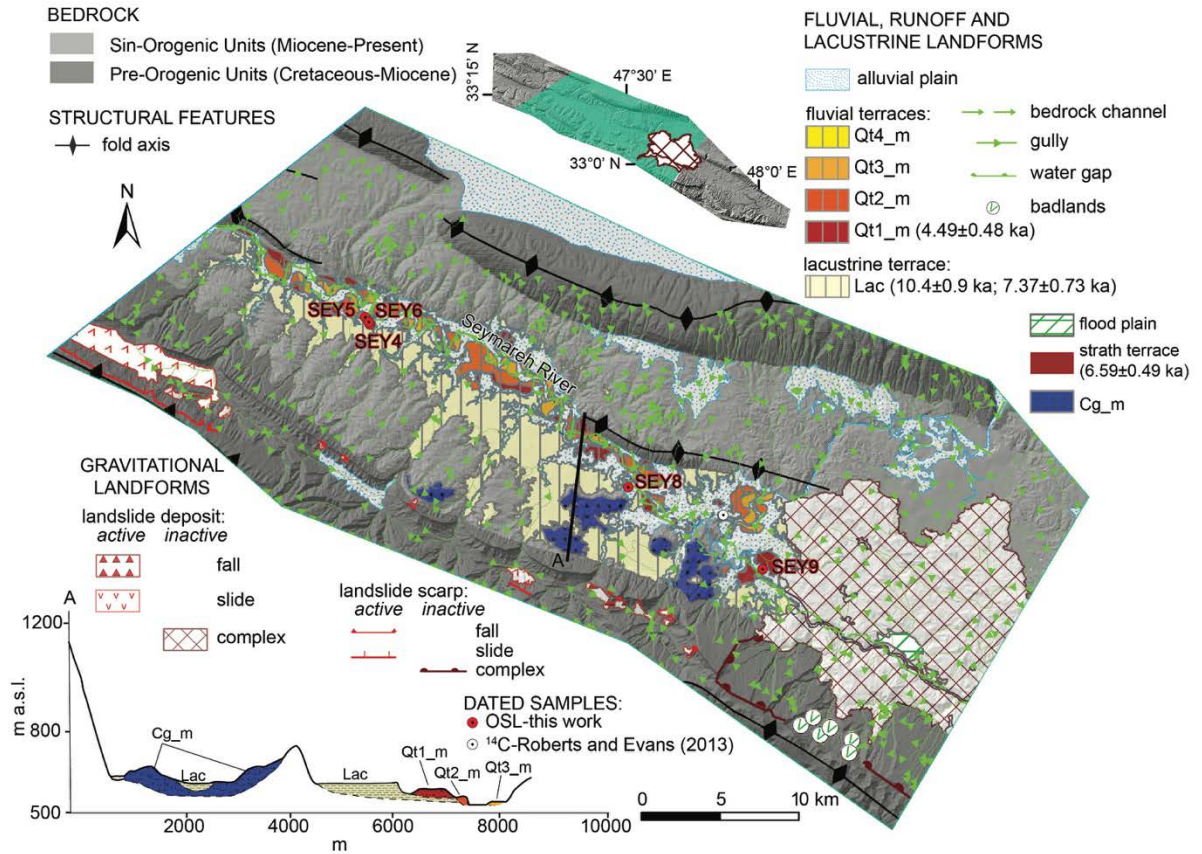 BEDROCK
Sin-Orogenic Units (Miocene-Present)
Pre-Orogenic Units (Cretaceous-Miocene)
STRUCTURAL FEATURES
fold axis
N
33°15' N
47°30' E
33°0' N
48°0' E
FLUVIAL, RUNOFF AND
LACUSTRINE LANDFORMS
alluvial plain
fluvial terraces:
Qt4_m
Qt3_m
Qt2_m
Qt1_m (4.49±0.48 ka)
lacustrine terrace:
Lac (10.4±0.9 ka; 7.37±0.73 ka)
bedrock channel
gully
water gap
badlands
flood plain
strath terrace
(6.59±0.49 ka)
Cg_m
SEY5
SEY6
SEY4
Seymareh River
SEY8
SEY9
A
GRAVITATIONAL
LANDFORMS
landslide deposit:
active inactive
fall
slide
complex
landslide scarp:
active inactive
fall
slide
complex
DATED SAMPLES:
OSL-this work
14C-Roberts and Evans (2013)
A
1200
800
500
m a.s.l.
Cg_m
Lac
Lac
Qt1_m
Qt2_m
Qt3_m
2000 4000 6000 8000 10000
m
0 5 10 km